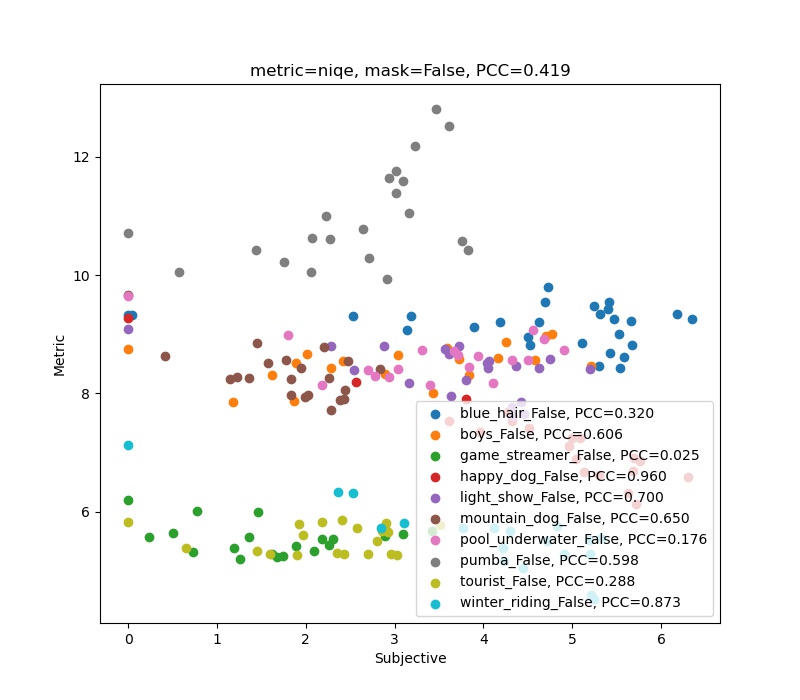 metric=niqe, mask=False, PCC=0.419
Metric
12
10
8
6
blue_hair_False, PCC=0.320
boys_False, PCC=0.606
game_streamer_False, PCC=0.025
happy_dog_False, PCC=0.960
light_show_False, PCC=0.700
mountain_dog_False, PCC=0.650
pool_underwater_False, PCC=0.176
pumba_False, PCC=0.598
tourist_False, PCC=0.288
winter_riding_False, PCC=0.873
0 1 2 3 4 5 6
Subjective